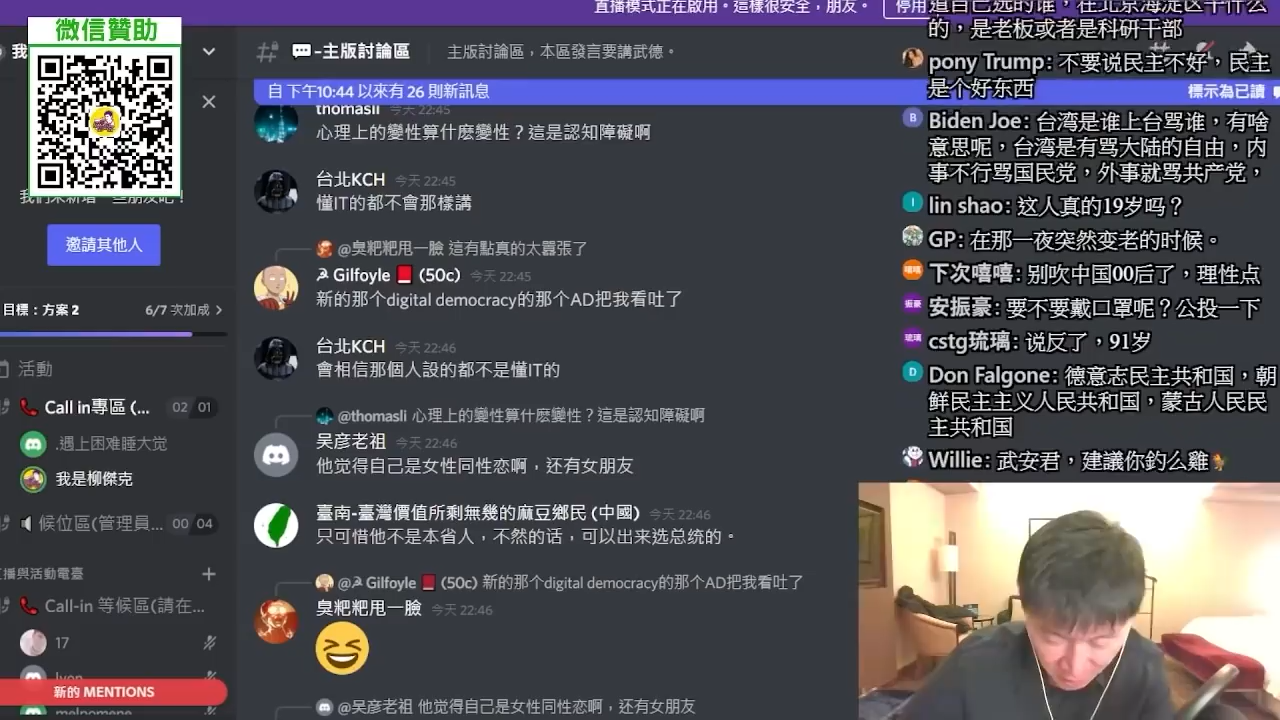 直播模式正在啟用。這樣很安全，朋友。
停用
微信贊助
我
💬-主版討論區
主版討論區，本區發言要講武德。
自 下午10:44 以來有 26 則新訊息
標示為已讀
邀請其他人
目標：方案 2
6/7 次加成
活動
Call in專區 (...
02 01
.遇上困难睡大觉
我是柳傑克
候位區(管理員...
00 04
播與活動電臺
Call-in 等候區(請在...
17
新的 MENTIONS
thomasli 今天 22:45
心理上的變性算什麽變性？這是認知障礙啊
台北KCH 今天 22:45
懂IT的都不會那樣講
@臭粑粑甩一臉 這有點真的太囂張了
☭ Gilfoyle 📕 (50c) 今天 22:45
新的那个digital democracy的那个AD把我看吐了
台北KCH 今天 22:46
會相信那個人設的都不是懂IT的
@thomasli 心理上的變性算什麽變性？這是認知障礙啊
吴彦老祖 今天 22:46
他觉得自己是女性同性恋啊，还有女朋友
臺南-臺灣價值所剩無幾的麻豆鄉民 (中國) 今天 22:46
只可惜他不是本省人，不然的话，可以出来选总统的。
@☭ Gilfoyle 📕 (50c) 新的那个digital democracy的那个AD把我看吐了
臭粑粑甩一臉 今天 22:46
😆
@吴彦老祖 他觉得自己是女性同性恋啊，还有女朋友
道自己选的谁，在北京海淀区干什么
的，是老板或者是科研干部
pony Trump: 不要说民主不好，民主
是个好东西
B
Biden Joe: 台湾是谁上台骂谁，有啥
意思呢，台湾是有骂大陆的自由，内
事不行骂国民党，外事就骂共产党，
lin shao: 这人真的19岁吗？
GP: 在那一夜突然变老的时候。
下次嘻嘻: 别吹中国00后了，理性点
安振豪: 要不要戴口罩呢？公投一下
cstg琉璃: 说反了，91岁
D
Don Falgone: 德意志民主共和国，朝
鲜民主主义人民共和国，蒙古人民民
主共和国
Willie: 武安君，建議你釣么雞🐓